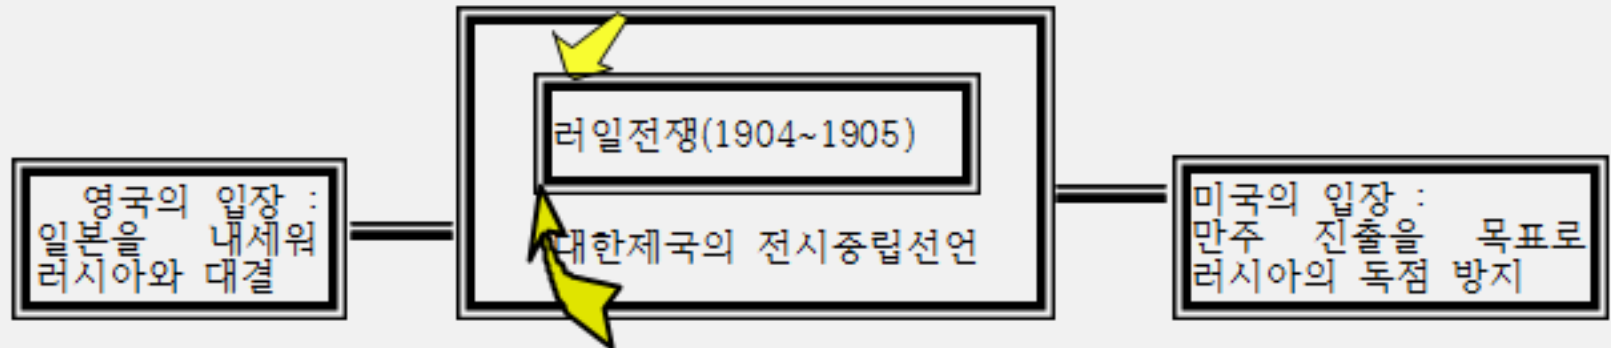 영국의 입장 :
일본을 내세워
러시아와 대결
러일전쟁(1904~1905)
대한제국의 전시중립선언
미국의 입장 :
만주 진출을 목표로
러시아의 독점 방지